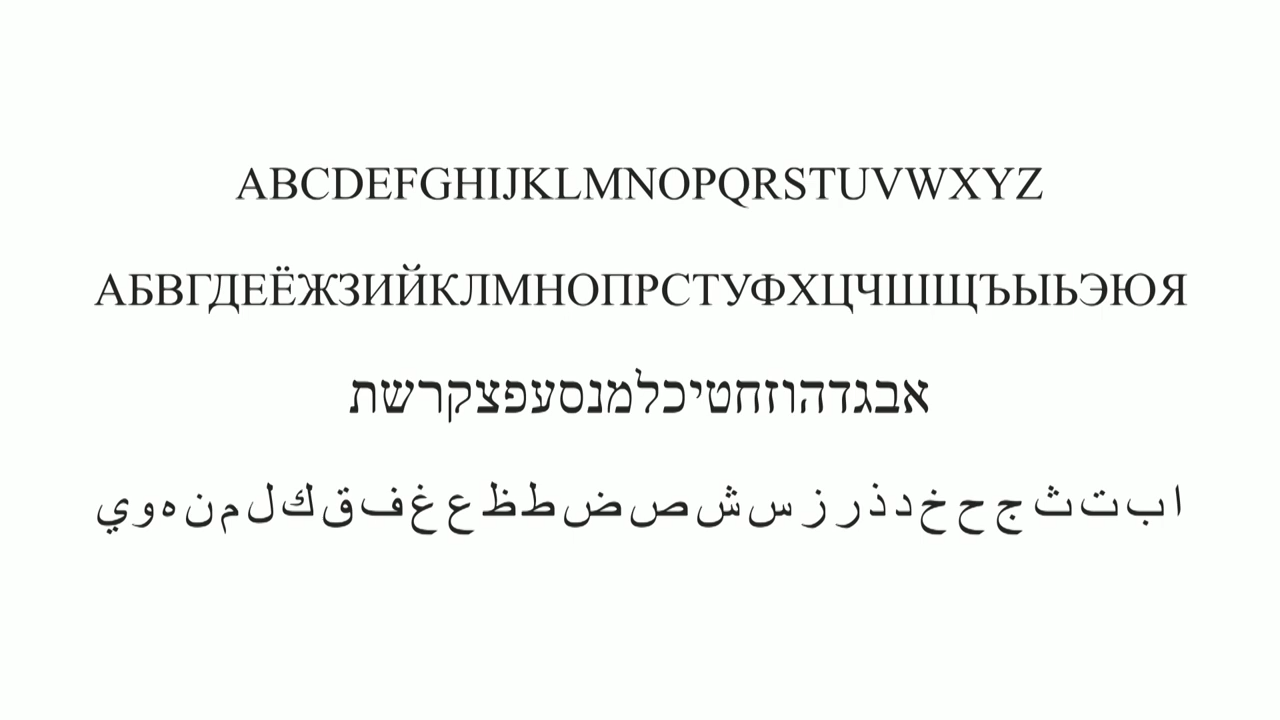 ABCDEFGHIJKLMNOPQRSTUVWXYZ
АБВГДЕЁЖЗИЙКЛМНОПРСТУФХЦЧШЩЪЫЬЭЮЯ
אבגדהוזחטיכלמנסעפצקרשת
ا ب ت ث ج ح خ د ذ ر ز س ش ص ض ط ظ ع غ ف ق ك ل م ن ه و ي